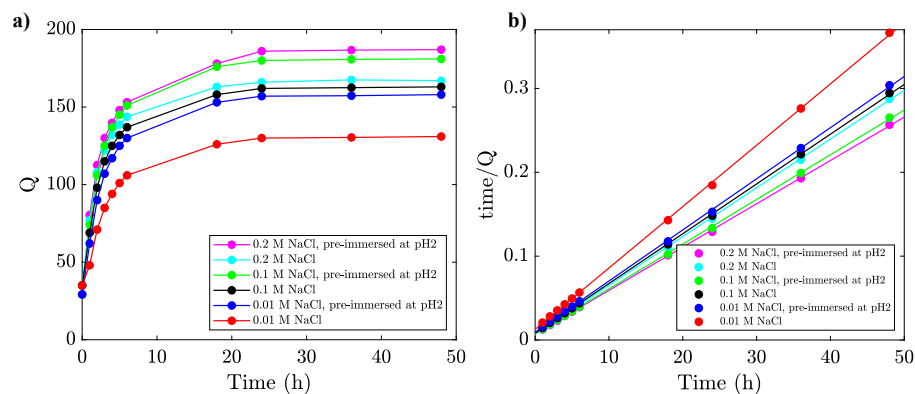 a)
200
150
100
50
0
Q
0.2 M NaCl, pre-immersed at pH2
0.2 M NaCl
0.1 M NaCl, pre-immersed at pH2
0.1 M NaCl
0.01 M NaCl, pre-immersed at pH2
0.01 M NaCl
0 10 20 30 40 50
Time (h)
b)
0.3
0.2
0.1
0
time/Q
0.2 M NaCl, pre-immersed at pH2
0.2 M NaCl
0.1 M NaCl, pre-immersed at pH2
0.1 M NaCl
0.01 M NaCl, pre-immersed at pH2
0.01 M NaCl
0 10 20 30 40 50
Time (h)